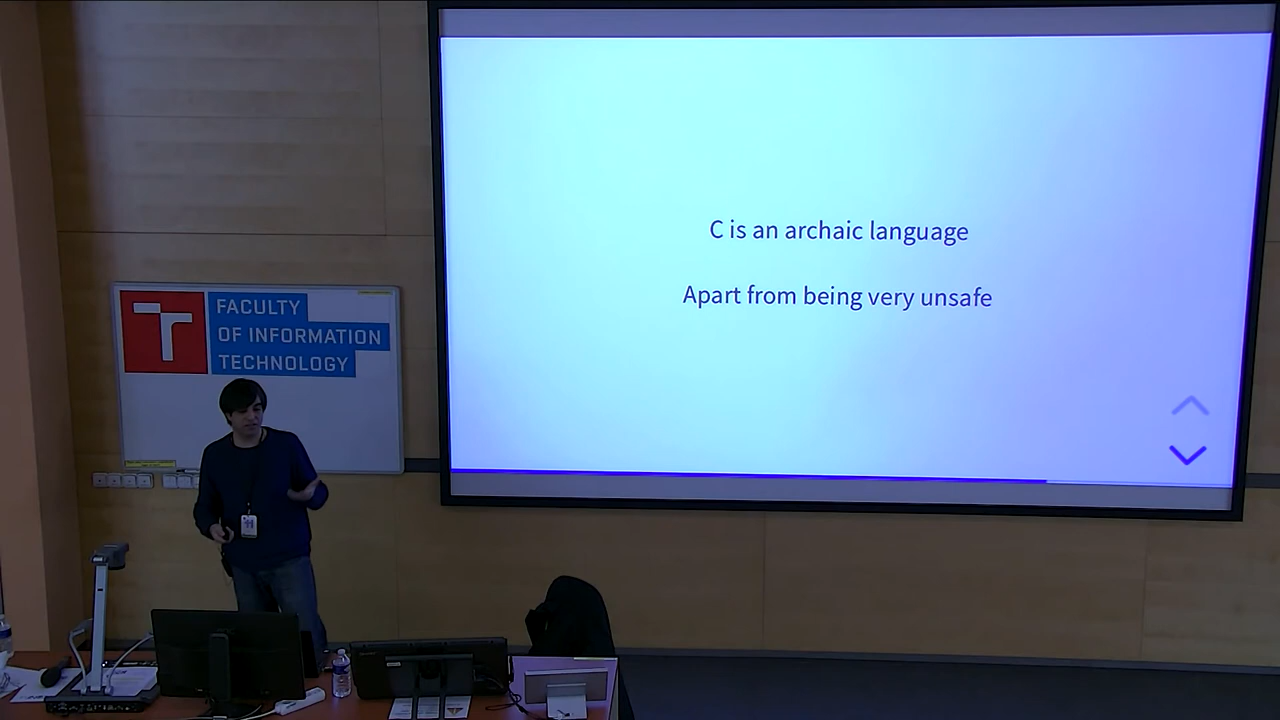 C is an archaic language
Apart from being very unsafe
FACULTY
OF INFORMATION
TECHNOLOGY